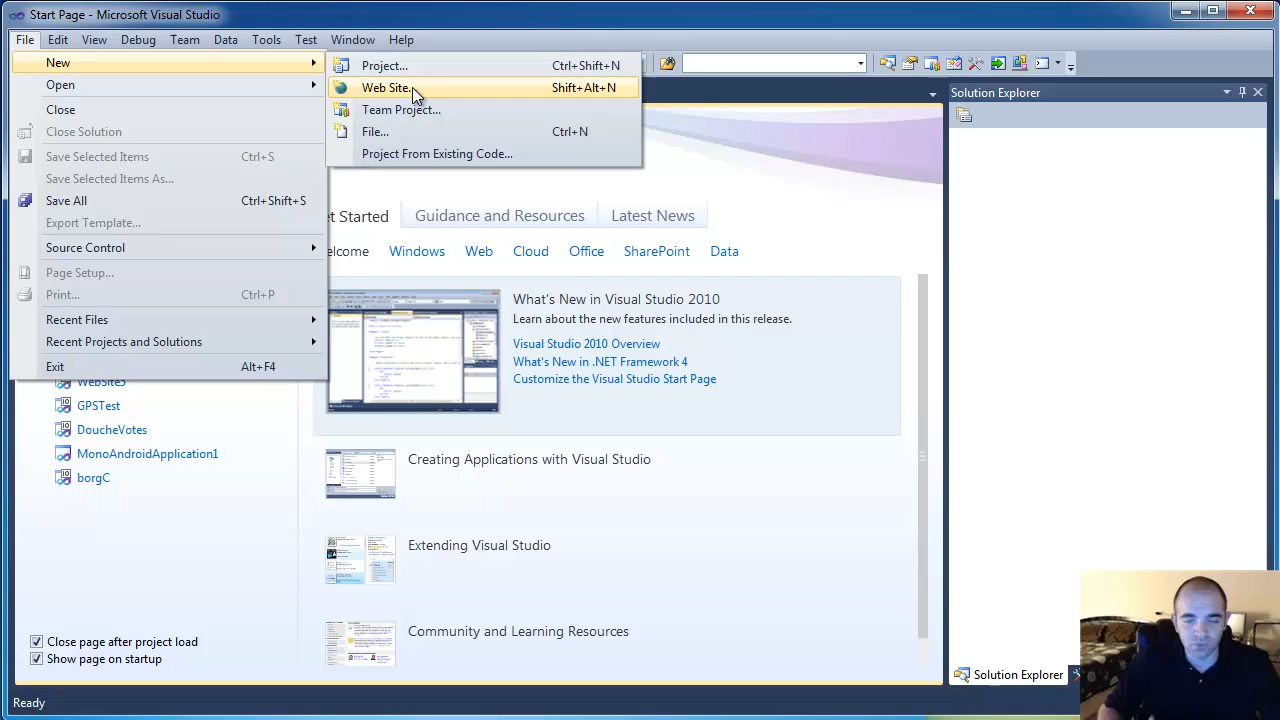 Start Page - Microsoft Visual Studio
File Edit View Debug Team Data Tools Test Window Help
New
Open
Close
Close Solution
Save Selected Items Ctrl+S
Save Selected Items As...
Save All Ctrl+Shift+S
Export Template...
Source Control
Page Setup...
Print... Ctrl+P
Recent Files
Recent Projects and Solutions
Exit Alt+F4
Project... Ctrl+Shift+N
Web Site... Shift+Alt+N
Team Project...
File... Ctrl+N
Project From Existing Code...
Solution Explorer
et Started Guidance and Resources Latest News
elcome Windows Web Cloud Office SharePoint Data
What's New in Visual Studio 2010
Learn about the new features included in this release.
Visual Studio 2010 Overview
What's New in .NET Framework 4
Customize the Visual Studio Start Page
GPSTest
DoucheVotes
MonoAndroidApplication1
borgC
Creating Applications with Visual Studio
Extending Visual Studio
Community and Learning Resources
project load
on startup
Solution Explorer
Ready